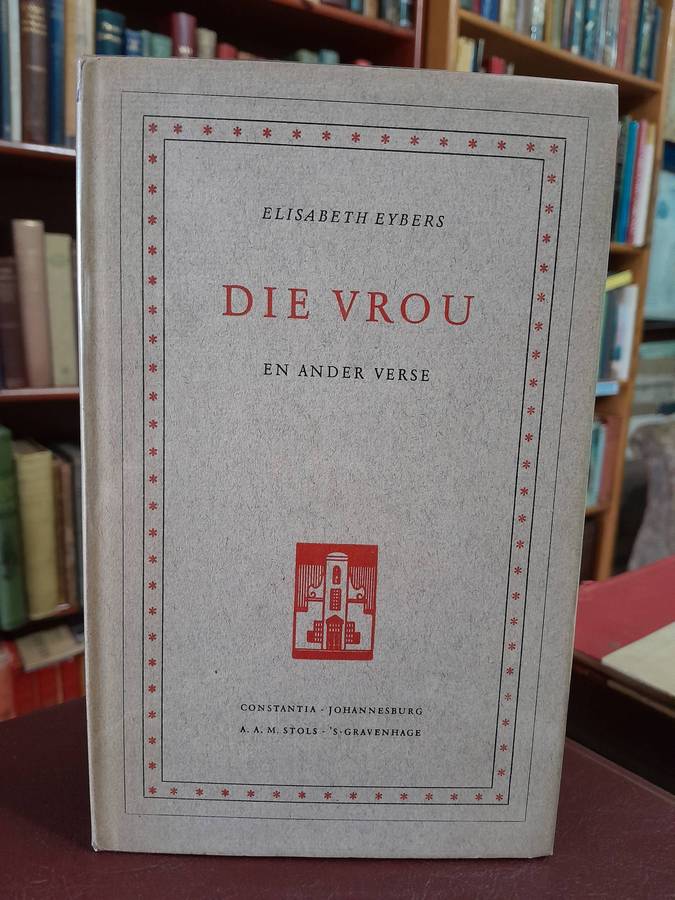 ELISABETH EYBERS
DIE VROU
EN ANDER VERSE
CONSTANTIA - JOHANNESBURG
A. A. M. STOLS - 'S-GRAVENHAGE